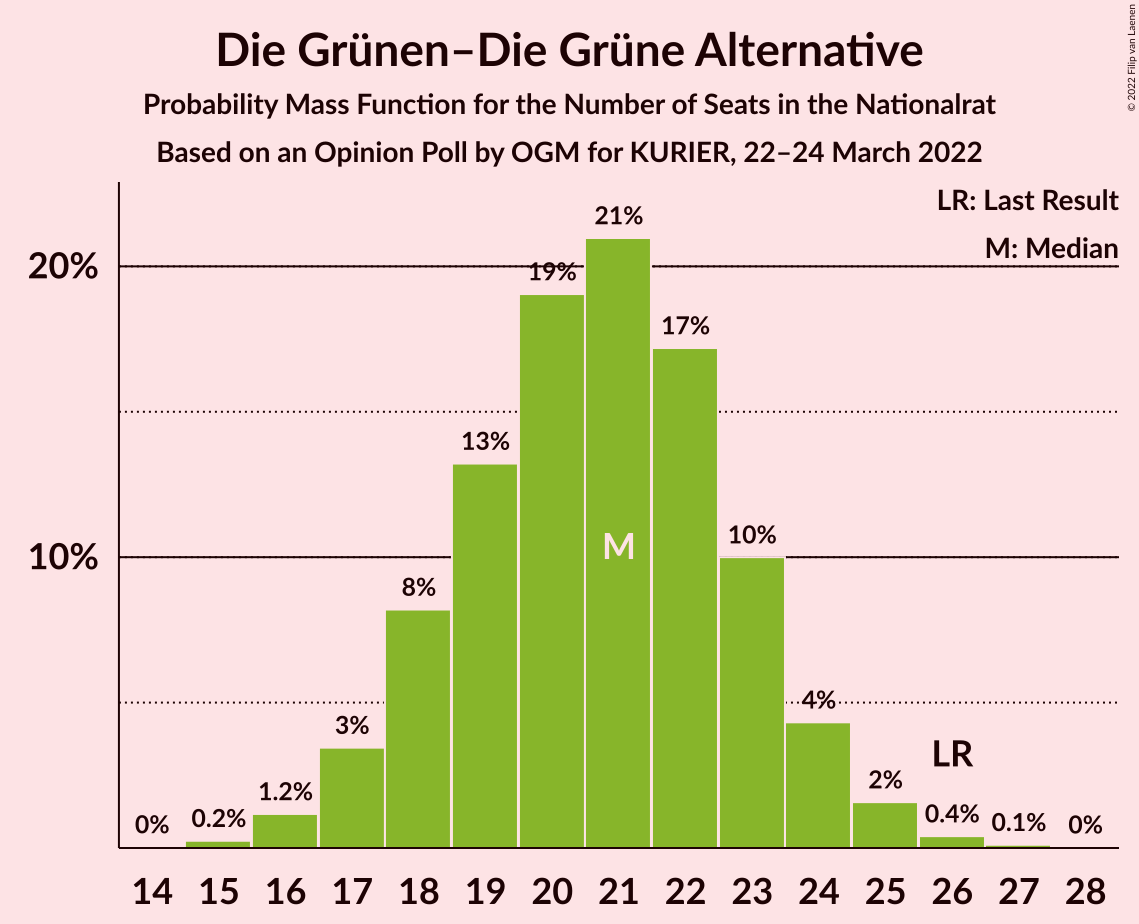 Die Grünen–Die Grüne Alternative
Probability Mass Function for the Number of Seats in the Nationalrat
Based on an Opinion Poll by OGM for KURIER, 22–24 March 2022
© 2022 Filip van Laenen
LR: Last Result
M: Median
20%
10%
0%
0.2%
1.2%
3%
8%
13%
19%
21%
17%
10%
4%
2%
0.4%
0.1%
0%
M
LR
14 15 16 17 18 19 20 21 22 23 24 25 26 27 28